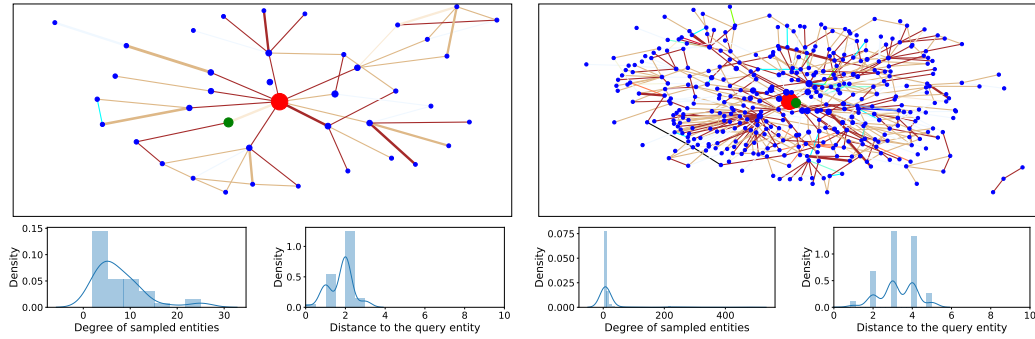 0.15
0.10
0.05
0.00
Density
0 10 20 30
Degree of sampled entities
1.0
0.5
0.0
Density
0 2 4 6 8 10
Distance to the query entity
0.075
0.050
0.025
0.000
Density
0 200 400
Degree of sampled entities
1.0
0.5
0.0
Density
0 2 4 6 8 10
Distance to the query entity